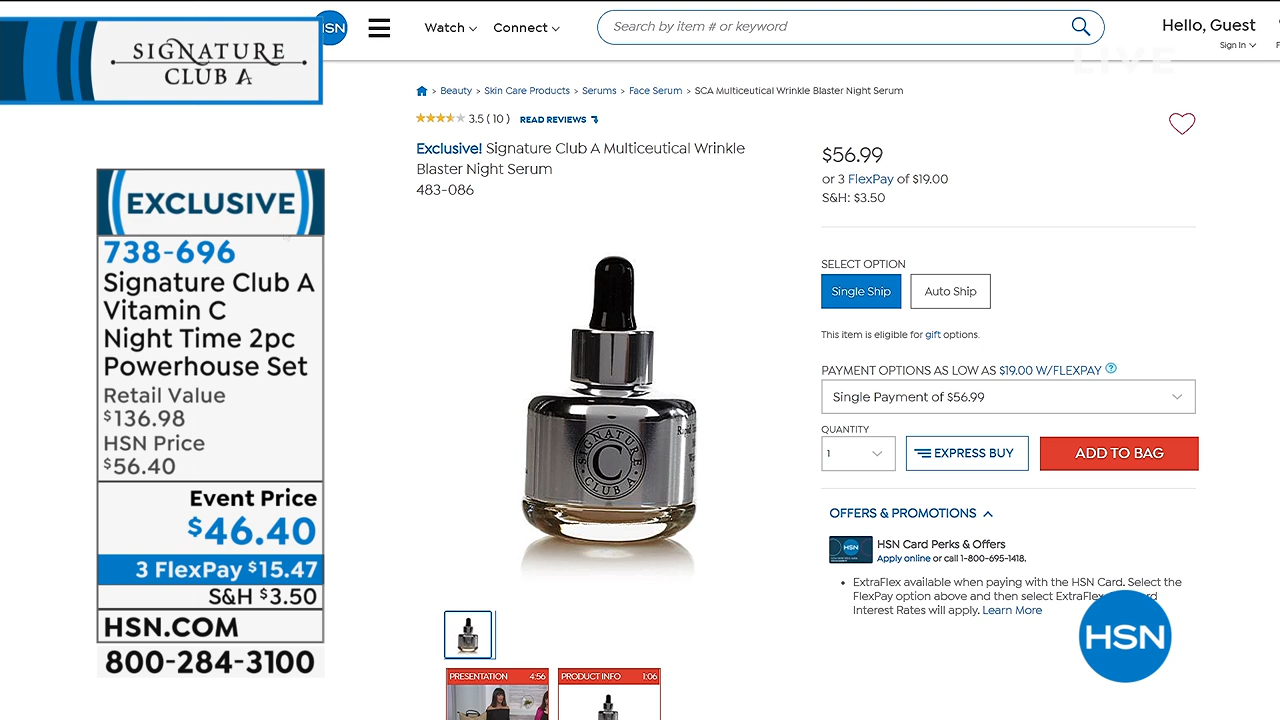 SIGNATURE
CLUB A
HSN
Watch
Connect
Search by item # or keyword
Hello, Guest
Sign In
LIVE
Beauty > Skin Care Products > Serums > Face Serum > SCA Multiceutical Wrinkle Blaster Night Serum
3.5 ( 10 ) READ REVIEWS
Exclusive! Signature Club A Multiceutical Wrinkle
Blaster Night Serum
483-086
$56.99
or 3 FlexPay of $19.00
S&H: $3.50
SELECT OPTION
Single Ship
Auto Ship
This item is eligible for gift options.
PAYMENT OPTIONS AS LOW AS $19.00 W/FLEXPAY ?
Single Payment of $56.99
QUANTITY
1
EXPRESS BUY
ADD TO BAG
OFFERS & PROMOTIONS
HSN
HSN Card Perks & Offers
Apply online or call 1-800-695-1418.
• ExtraFlex available when paying with the HSN Card. Select the
FlexPay option above and then select ExtraFlex
Interest Rates will apply. Learn More
HSN
EXCLUSIVE
738-696
Signature Club A
Vitamin C
Night Time 2pc
Powerhouse Set
Retail Value
$136.98
HSN Price
$56.40
Event Price
$46.40
3 FlexPay $15.47
S&H $3.50
HSN.COM
800-284-3100
SIGNATURE
C
CLUB A
PRESENTATION 4:56
PRODUCT INFO 1:06